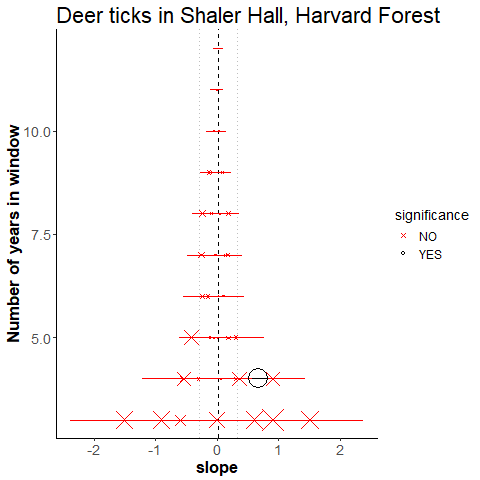 Deer ticks in Shaler Hall, Harvard Forest
Number of years in window
10.0
7.5
5.0
-2
-1
0
1
2
slope
significance
NO
YES